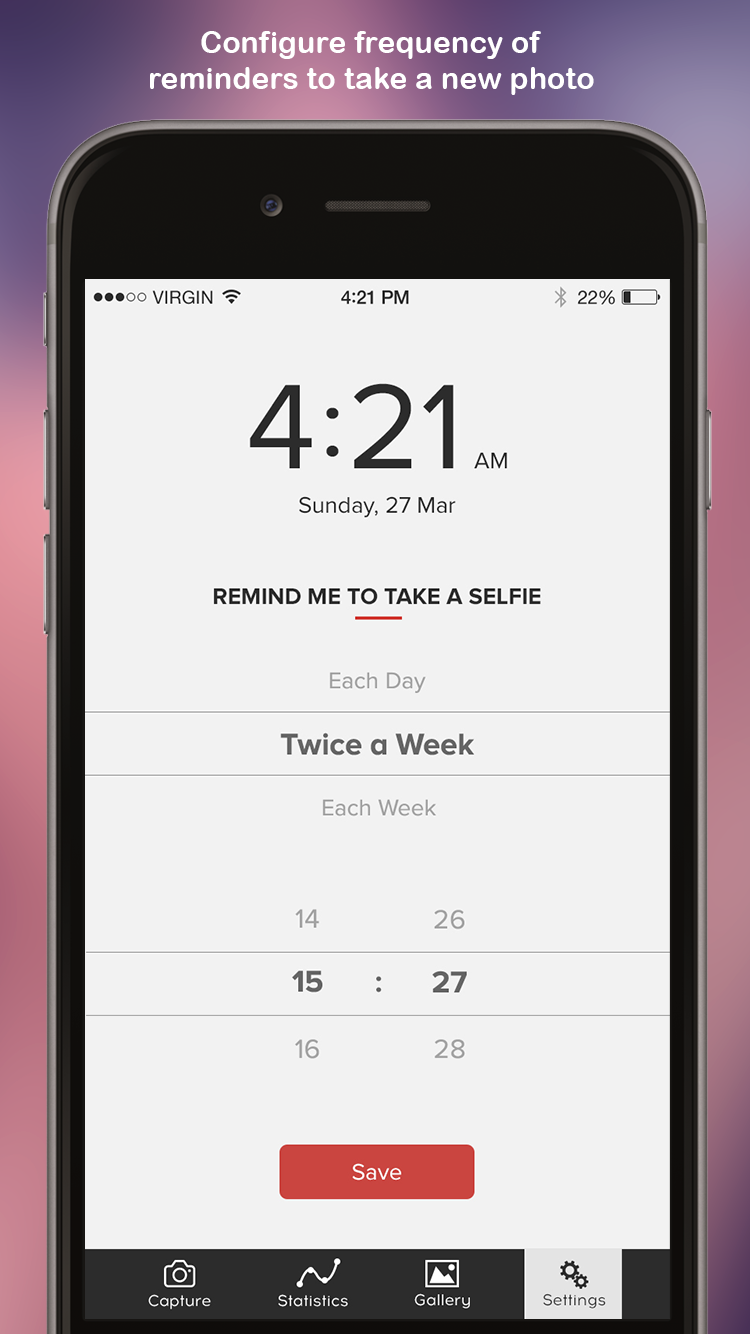 Configure frequency of
reminders to take a new photo
VIRGIN 4:21 PM 22%
4:21 AM
Sunday, 27 Mar
REMIND ME TO TAKE A SELFIE
Each Day
Twice a Week
Each Week
14 26
15 : 27
16 28
Save
Capture Statistics Gallery Settings